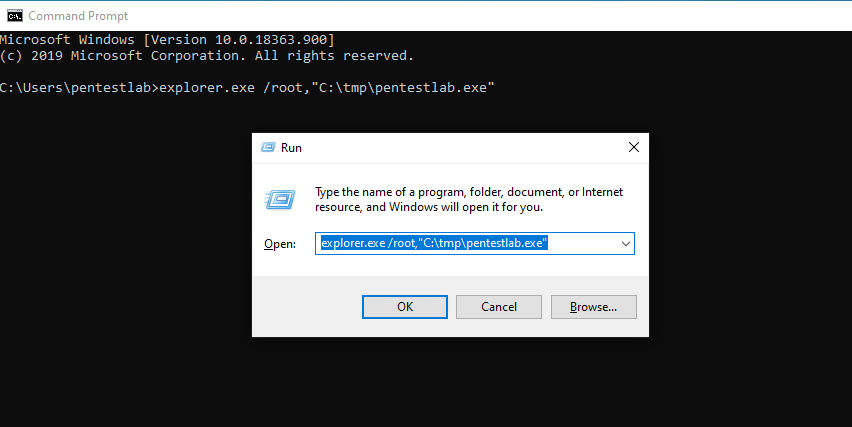 Command Prompt
Microsoft Windows [Version 10.0.18363.900]
(c) 2019 Microsoft Corporation. All rights reserved.
C:\Users\pentestlab>explorer.exe /root,"C:\tmp\pentestlab.exe"
Run
Type the name of a program, folder, document, or Internet
resource, and Windows will open it for you.
Open: explorer.exe /root,"C:\tmp\pentestlab.exe"
OK Cancel Browse...